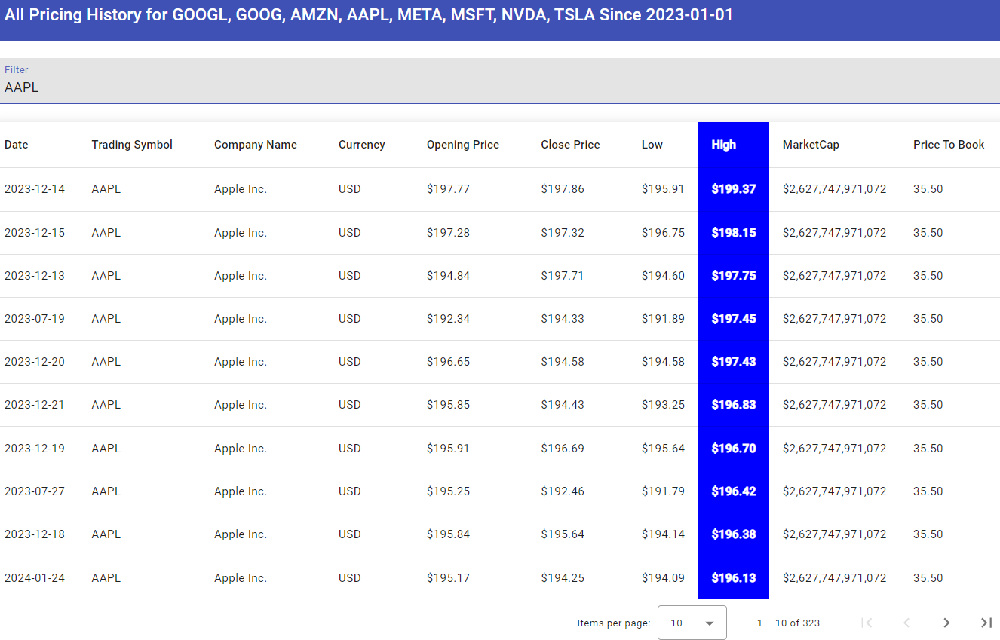 All Pricing History for GOOGL, GOOG, AMZN, AAPL, META, MSFT, NVDA, TSLA Since 2023-01-01
Filter
AAPL
Date Trading Symbol Company Name Currency Opening Price Close Price Low High MarketCap Price To Book
2023-12-14 AAPL Apple Inc. USD $197.77 $197.86 $195.91 $199.37 $2,627,747,971,072 35.50
2023-12-15 AAPL Apple Inc. USD $197.28 $197.32 $196.75 $198.15 $2,627,747,971,072 35.50
2023-12-13 AAPL Apple Inc. USD $194.84 $197.71 $194.60 $197.75 $2,627,747,971,072 35.50
2023-07-19 AAPL Apple Inc. USD $192.34 $194.33 $191.89 $197.45 $2,627,747,971,072 35.50
2023-12-20 AAPL Apple Inc. USD $196.65 $194.58 $194.58 $197.43 $2,627,747,971,072 35.50
2023-12-21 AAPL Apple Inc. USD $195.85 $194.43 $193.25 $196.83 $2,627,747,971,072 35.50
2023-12-19 AAPL Apple Inc. USD $195.91 $196.69 $195.64 $196.70 $2,627,747,971,072 35.50
2023-07-27 AAPL Apple Inc. USD $195.25 $192.46 $191.79 $196.42 $2,627,747,971,072 35.50
2023-12-18 AAPL Apple Inc. USD $195.84 $195.64 $194.14 $196.38 $2,627,747,971,072 35.50
2024-01-24 AAPL Apple Inc. USD $195.17 $194.25 $194.09 $196.13 $2,627,747,971,072 35.50
Items per page: 10 1 – 10 of 323